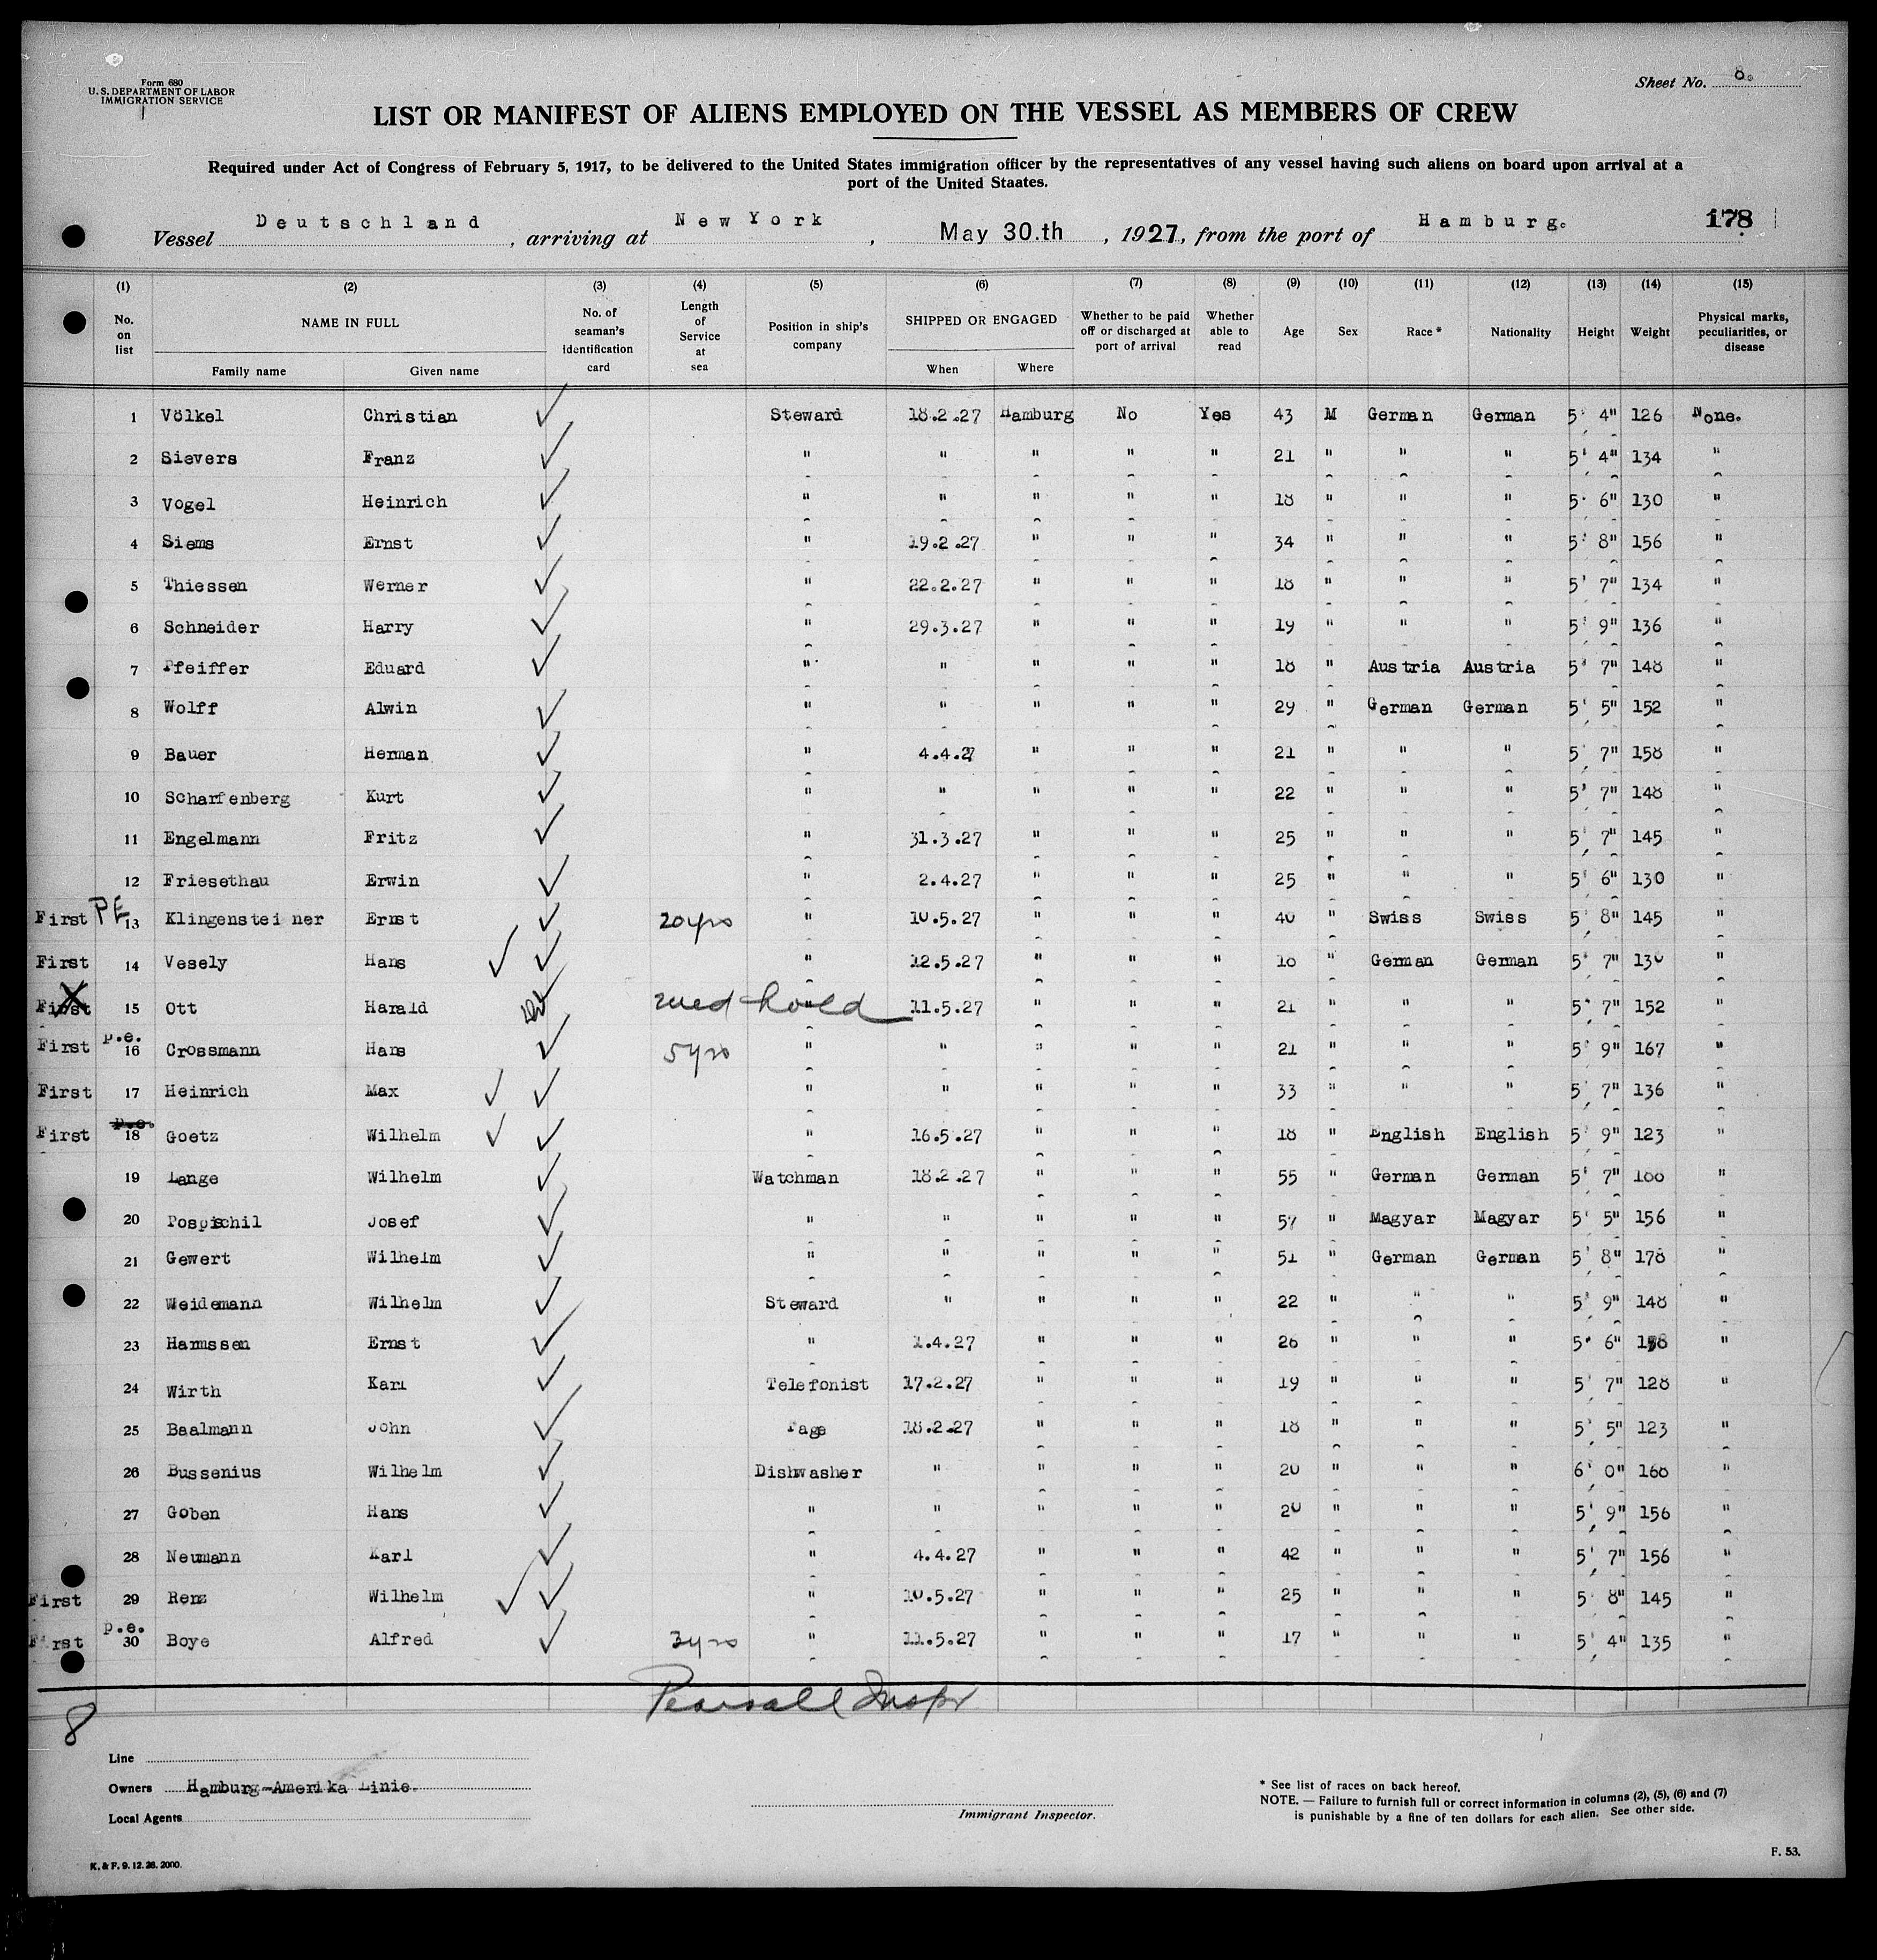 Form 680
U. S. DEPARTMENT OF LABOR
IMMIGRATION SERVICE
Sheet No. 8.
LIST OR MANIFEST OF ALIENS EMPLOYED ON THE VESSEL AS MEMBERS OF CREW
Required under Act of Congress of February 5, 1917, to be delivered to the United States immigration officer by the representatives of any vessel having such aliens on board upon arrival at a
port of the United Staates.
Vessel Deutschland, arriving at New York, May 30.th, 1927, from the port of Hamburg. 178
(1) (2) (3) (4) (5) (6) (7) (8) (9) (10) (11) (12) (13) (14) (15)
No. on list NAME IN FULL Family name Given name No. of seaman's identification card Length of Service at sea Position in ship's company SHIPPED OR ENGAGED When Where Whether to be paid off or discharged at port of arrival Whether able to read Age Sex Race * Nationality Height Weight Physical marks, peculiarities, or disease
1 Völkel Christian ✓ Steward 18.2.27 Hamburg No Yes 43 M German German 5' 4" 126 None.
2 Sievers Franz ✓ " " " " " 21 " " " 5' 4" 134 "
3 Vogel Heinrich ✓ " " " " " 18 " " " 5' 6" 130 "
4 Siems Ernst ✓ " 19.2.27 " " " 34 " " " 5' 8" 156 "
5 Thiessen Werner ✓ " 22.2.27 " " " 18 " " " 5' 7" 134 "
6 Schneider Harry ✓ " 29.3.27 " " " 19 " " " 5' 9" 136 "
7 Pfeiffer Eduard ✓ " " " " " 18 " Austria Austria 5' 7" 148 "
8 Wolff Alwin ✓ " " " " " 29 " German German 5' 5" 152 "
9 Bauer Herman ✓ " 4.4.27 " " " 21 " " " 5' 7" 158 "
10 Scharfenberg Kurt ✓ " " " " " 22 " " " 5' 7" 148 "
11 Engelmann Fritz ✓ " 31.3.27 " " " 25 " " " 5' 7" 145 "
12 Friesethau Erwin ✓ " 2.4.27 " " " 25 " " " 5' 6" 130 "
First PE 13 Klingensteiner Ernst ✓ 20 yrs " 10.5.27 " " " 40 " Swiss Swiss 5' 8" 145 "
First 14 Vesely Hans ✓ ✓ " 12.5.27 " " " 18 " German German 5' 7" 130 "
First X 15 Ott Harald med hold " 11.5.27 " " " 21 " " " 5' 7" 152 "
First p.e. 16 Crossmann Hans ✓ 5 yrs " " " " " 21 " " " 5' 9" 167 "
First 17 Heinrich Max ✓ ✓ " " " " " 33 " " " 5' 7" 136 "
First p.e. 18 Goetz Wilhelm ✓ ✓ " 16.5.27 " " " 18 " English English 5' 9" 123 "
19 Lange Wilhelm ✓ Watchman 18.2.27 " " " 55 " German German 5' 7" "
20 Pospischil Josef ✓ " " " " " 57 " Magyar Magyar 5' 5" 156 "
21 Gewert Wilhelm ✓ " " " " " 51 " German German 5' 8" 178 "
22 Weidemann Wilhelm ✓ Steward " " " " 22 " " " 5' 9" 148 "
23 Harmssen Ernst ✓ " 1.4.27 " " " 26 " " " 5' 6" "
24 Wirth Karl ✓ Telefonist 17.2.27 " " " 19 " " " 5' 7" 128 "
25 Baalmann John ✓ Page 18.2.27 " " " 18 " " " 5' 5" 123 "
26 Bussenius Wilhelm ✓ Dishwasher " " " " 20 " " " 6' 0" 168 "
27 Goben Hans ✓ " " " " " 20 " " " 5' 9" 156 "
28 Neumann Karl ✓ " 4.4.27 " " " 42 " " " 5' 7" 156 "
First 29 Renz Wilhelm ✓ ✓ " 10.5.27 " " " 25 " " " 5' 8" 145 "
First p.e. 30 Boye Alfred ✓ 3 yrs " 11.5.27 " " " 17 " " " 5' 4" 135 "
Pearsall Inspr
8
Line
Owners Hamburg-Amerika Linie.
Local Agents
Immigrant Inspector.
* See list of races on back hereof.
NOTE. — Failure to furnish full or correct information in columns (2), (5), (6) and (7)
is punishable by a fine of ten dollars for each alien. See other side.
K. & F. 9. 12. 26. 2000.
F. 53.